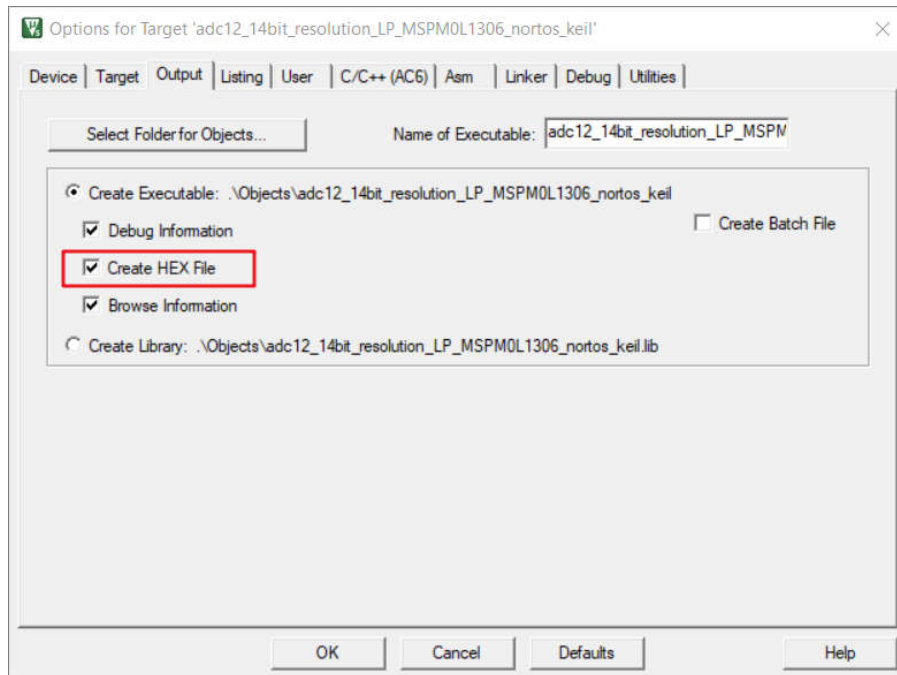 Options for Target 'adc12_14bit_resolution_LP_MSPM0L1306_nortos_keil'
Device Target Output Listing User C/C++ (AC6) Asm Linker Debug Utilities
Select Folder for Objects... Name of Executable: adc12_14bit_resolution_LP_MSPM
Create Executable: .\Objects\adc12_14bit_resolution_LP_MSPM0L1306_nortos_keil
Debug Information Create Batch File
Create HEX File
Browse Information
Create Library: .\Objects\adc12_14bit_resolution_LP_MSPM0L1306_nortos_keil.lib
OK Cancel Defaults Help